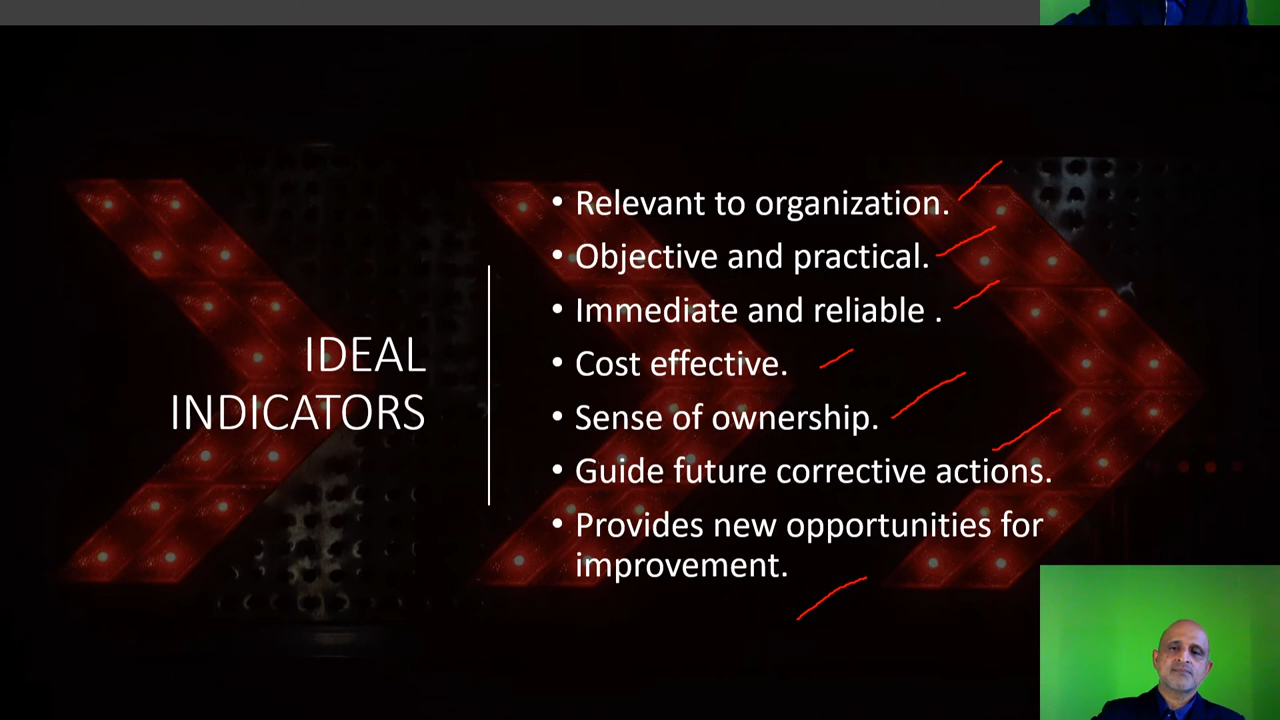 IDEAL
INDICATORS
• Relevant to organization.
• Objective and practical.
• Immediate and reliable .
• Cost effective.
• Sense of ownership.
• Guide future corrective actions.
• Provides new opportunities for
improvement.